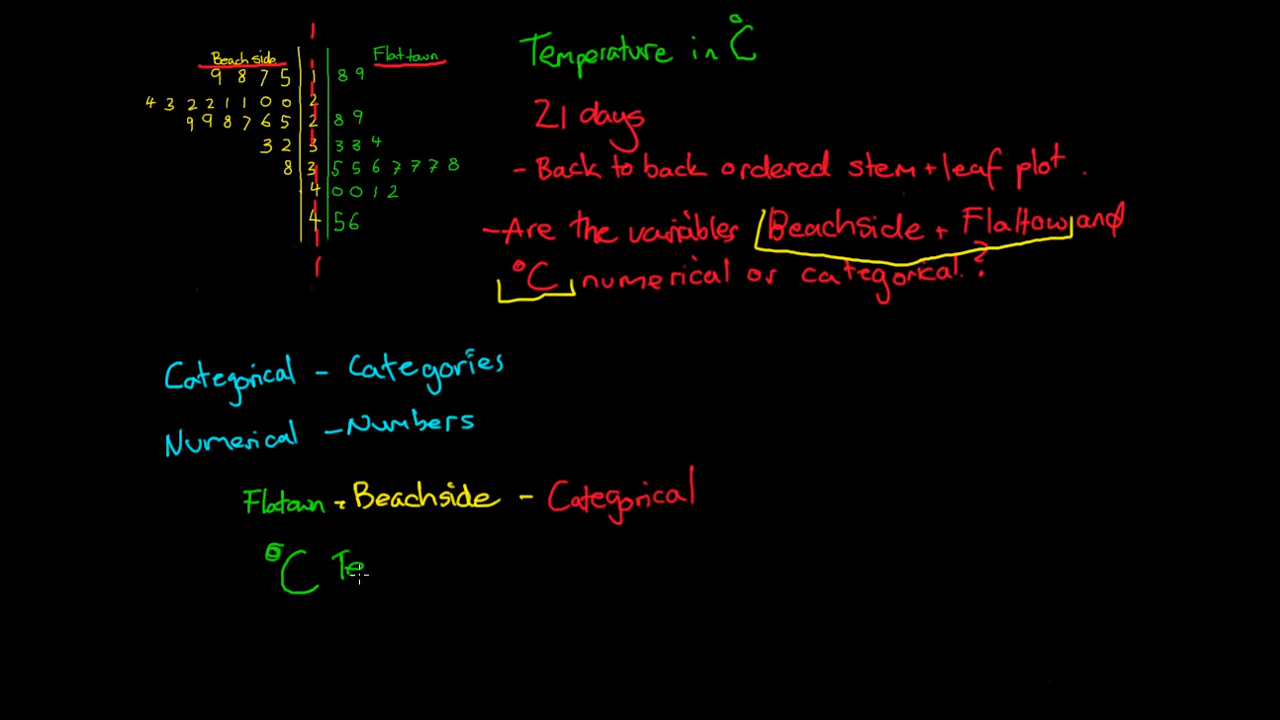 Beachside Flattown
9 8 7 5 | 1 | 8 9
4 3 2 2 1 1 0 0 | 2 |
9 9 8 7 6 5 | 2 | 8 9
3 2 | 3 | 3 3 4
8 | 3 | 5 5 6 7 7 7 8
4 | 0 0 1 2
4 | 5 6
Temperature in °C
21 days
- Back to back ordered stem + leaf plot.
- Are the variables Beachside + Flattow and
°C numerical or categorical?
Categorical - Categories
Numerical - Numbers
Flatown - Beachside - Categorical
°C Te